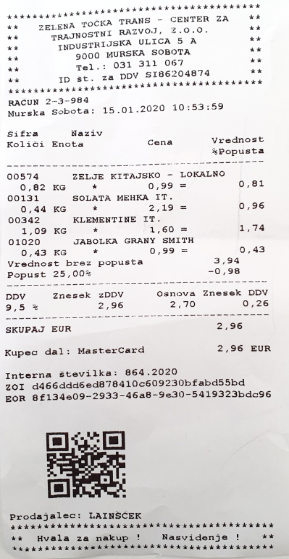 *********************************
** ZELENA TOČKA TRANS - CENTER ZA **
** TRAJNOSTNI RAZVOJ, Z.O.O. **
** INDUSTRIJSKA ULICA 5 A **
** 9000 MURSKA SOBOTA **
** Tel.: 031 311 067 **
** ID št. za DDV SI86204874 **
*********************************
RAČUN 2-3-984
Murska Sobota: 15.01.2020 10:53:59
Šifra Naziv
Količi Enota Cena Vrednost
%Popusta
00574 ZELJE KITAJSKO - LOKALNO
0,82 KG * 0,99 = 0,81
00131 SOLATA MEHKA IT.
0,44 KG * 2,19 = 0,96
00342 KLEMENTINE IT.
1,09 KG * 1,60 = 1,74
01020 JABOLKA GRANY SMITH
0,43 KG * 0,99 = 0,43
Vrednost brez popusta 3,94
Popust 25,00% -0,98
DDV Znesek zDDV Osnova Znesek DDV
9,5 % 2,96 2,70 0,26
SKUPAJ EUR 2,96
Kupec dal: MasterCard 2,96 EUR
Interna številka: 864.2020
ZOI d466ddd6ed878410c609230bfabd55bd
EOR 8f134e09-2933-46a8-9e30-5419323bdc96
Prodajalec: LAINŠČEK
*********************************
** Hvala za nakup ! Nasvidenje ! **
*********************************